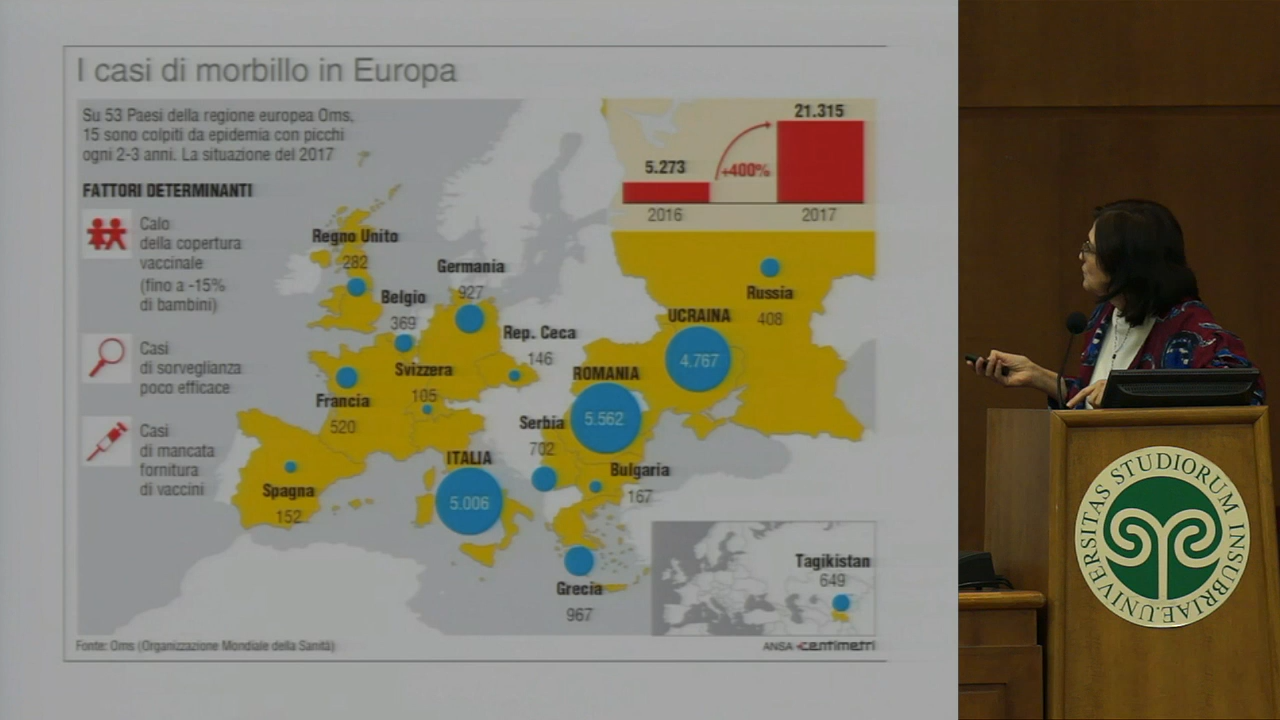 I casi di morbillo in Europa
Su 53 Paesi della regione europea Oms,
15 sono colpiti da epidemia con picchi
ogni 2-3 anni. La situazione del 2017
FATTORI DETERMINANTI
Calo
della copertura
vaccinale
(fino a -15%
di bambini)
Casi
di sorveglianza
poco efficace
Casi
di mancata
fornitura
di vaccini
5.273
+400%
21.315
2016
2017
Regno Unito
282
Germania
927
Belgio
369
Rep. Ceca
146
Svizzera
105
Francia
520
Spagna
152
ITALIA
5.006
Serbia
702
ROMANIA
5.562
UCRAINA
4.767
Russia
408
Bulgaria
167
Grecia
967
Tagikistan
649
Fonte: Oms (Organizzazione Mondiale della Sanità)
ANSA centimetri
UNIVERSITAS STUDIORUM INSUBRIAE